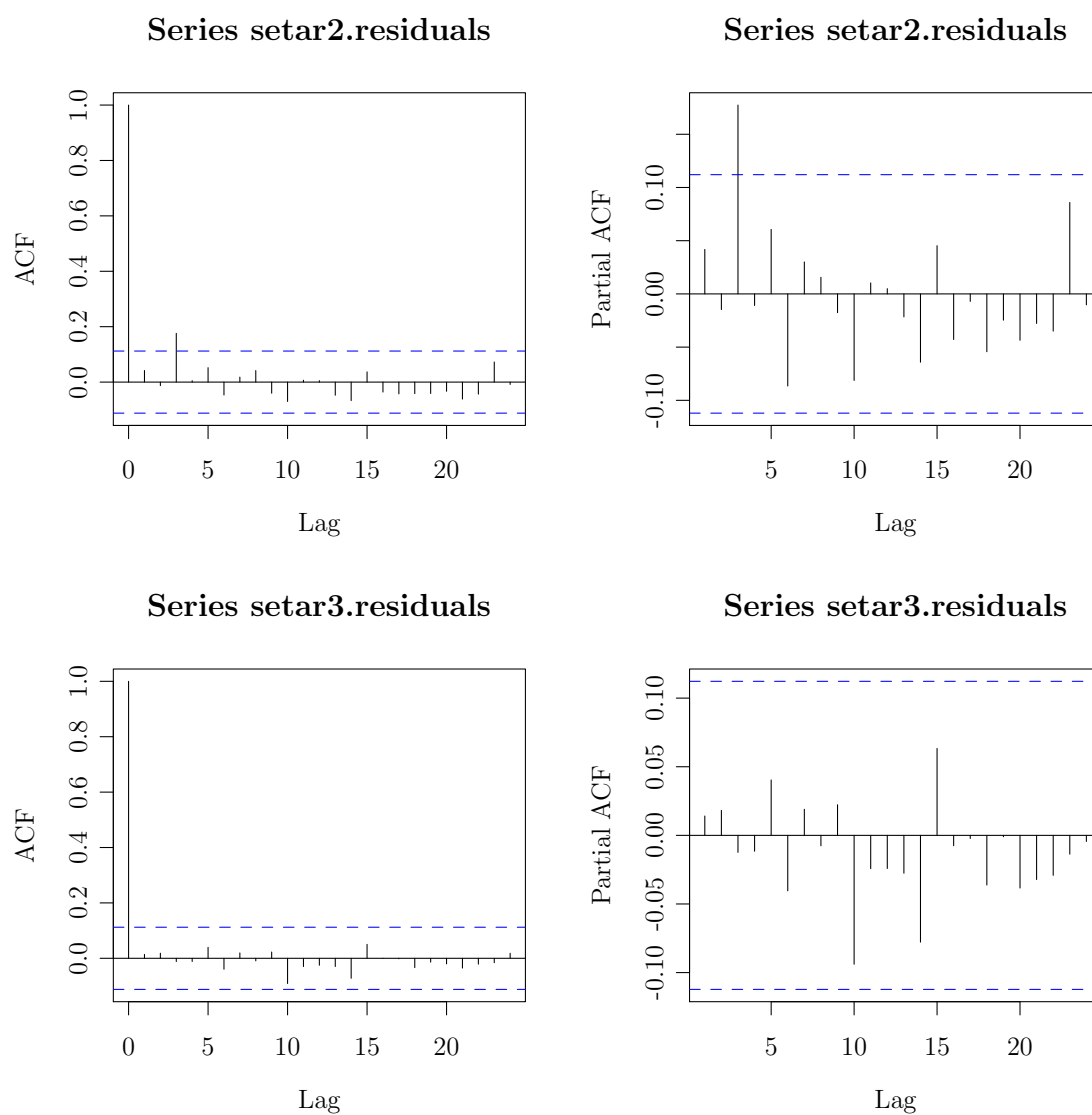 Series setar2.residuals
ACF
0.0 0.2 0.4 0.6 0.8 1.0
0 5 10 15 20
Lag
Series setar2.residuals
Partial ACF
-0.10 0.00 0.10
5 10 15 20
Lag
Series setar3.residuals
ACF
0.0 0.2 0.4 0.6 0.8 1.0
0 5 10 15 20
Lag
Series setar3.residuals
Partial ACF
-0.10 -0.05 0.00 0.05 0.10
5 10 15 20
Lag